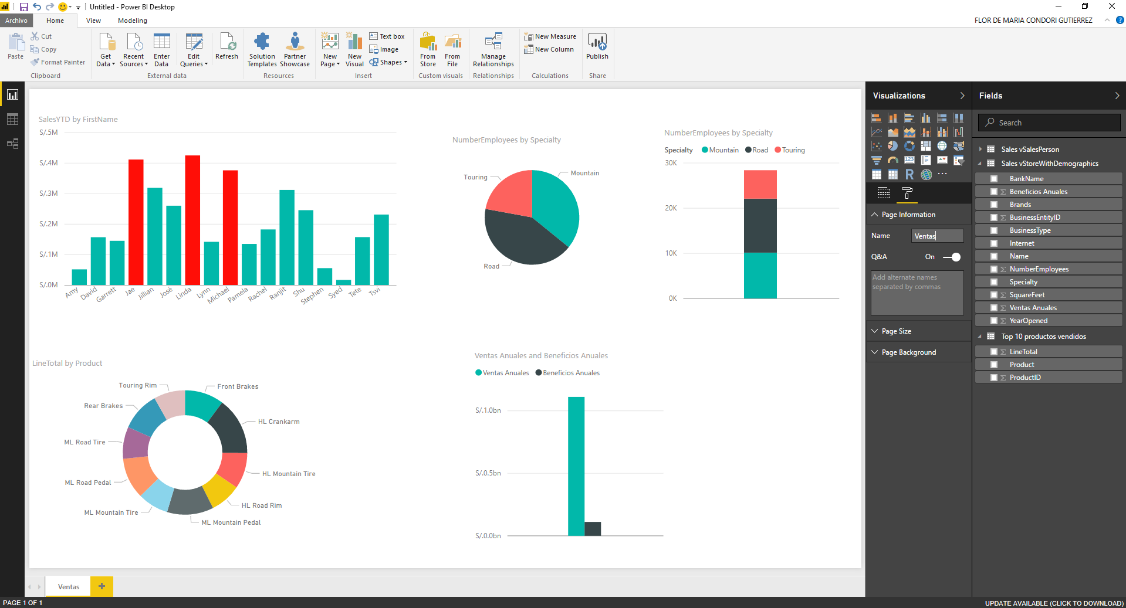 Untitled - Power BI Desktop
Archivo Home View Modeling
FLOR DE MARIA CONDORI GUTIERREZ
Paste
Cut
Copy
Format Painter
Clipboard
Get Data
Recent Sources
Enter Data
Edit Queries
External data
Refresh
Solution Templates
Partner Showcase
Resources
New Page
New Visual
Text box
Image
Shapes
Insert
From Store
From File
Custom visuals
Manage Relationships
Relationships
New Measure
New Column
Calculations
Publish
Share
SalesYTD by FirstName
S/.5M
S/.4M
S/.3M
S/.2M
S/.1M
S/.0M
Amy David Garrett Jae Jillian José Linda Lynn Michael Pamela Rachel Ranjit Shu Stephen Syed Tete Tsvi
NumberEmployees by Specialty
Touring
Mountain
Road
NumberEmployees by Specialty
Specialty Mountain Road Touring
30K
20K
10K
0K
LineTotal by Product
Touring Rim
Front Brakes
Rear Brakes
HL Crankarm
ML Road Tire
HL Mountain Tire
ML Road Pedal
HL Road Rim
ML Mountain Tire
ML Mountain Pedal
Ventas Anuales and Beneficios Anuales
Ventas Anuales Beneficios Anuales
S/.1.0bn
S/.0.5bn
S/.0.0bn
Visualizations
R
Page Information
Name Ventas
Q&A On
Add alternate names
separated by commas
Page Size
Page Background
Fields
Search
Sales vSalesPerson
Sales vStoreWithDemographics
BankName
Σ Beneficios Anuales
Brands
Σ BusinessEntityID
BusinessType
Internet
Name
Σ NumberEmployees
Specialty
Σ SquareFeet
Σ Ventas Anuales
Σ YearOpened
Top 10 productos vendidos
Σ LineTotal
Product
Σ ProductID
Ventas +
PAGE 1 OF 1
UPDATE AVAILABLE (CLICK TO DOWNLOAD)